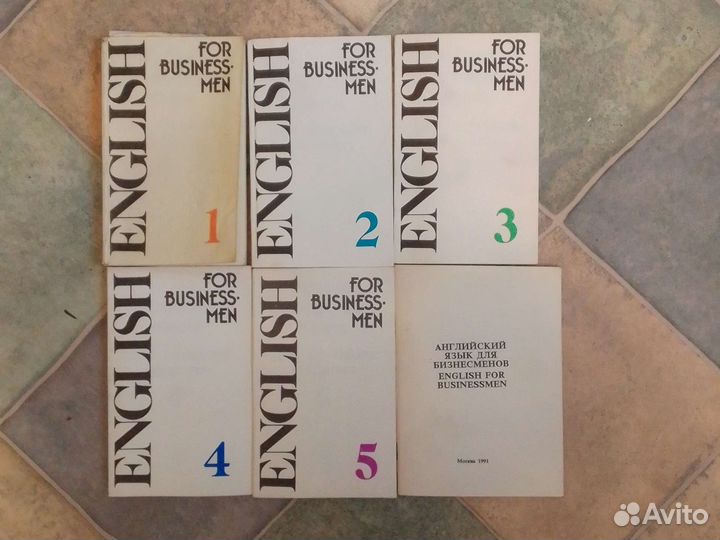 ENGLISH
FOR
BUSINESS-
MEN
1
ENGLISH
FOR
BUSINESS-
MEN
2
ENGLISH
FOR
BUSINESS-
MEN
3
ENGLISH
FOR
BUSINESS-
MEN
4
ENGLISH
FOR
BUSINESS-
MEN
5
АНГЛИЙСКИЙ
ЯЗЫК ДЛЯ
БИЗНЕСМЕНОВ
ENGLISH FOR
BUSINESSMEN
Москва 1991
Avito